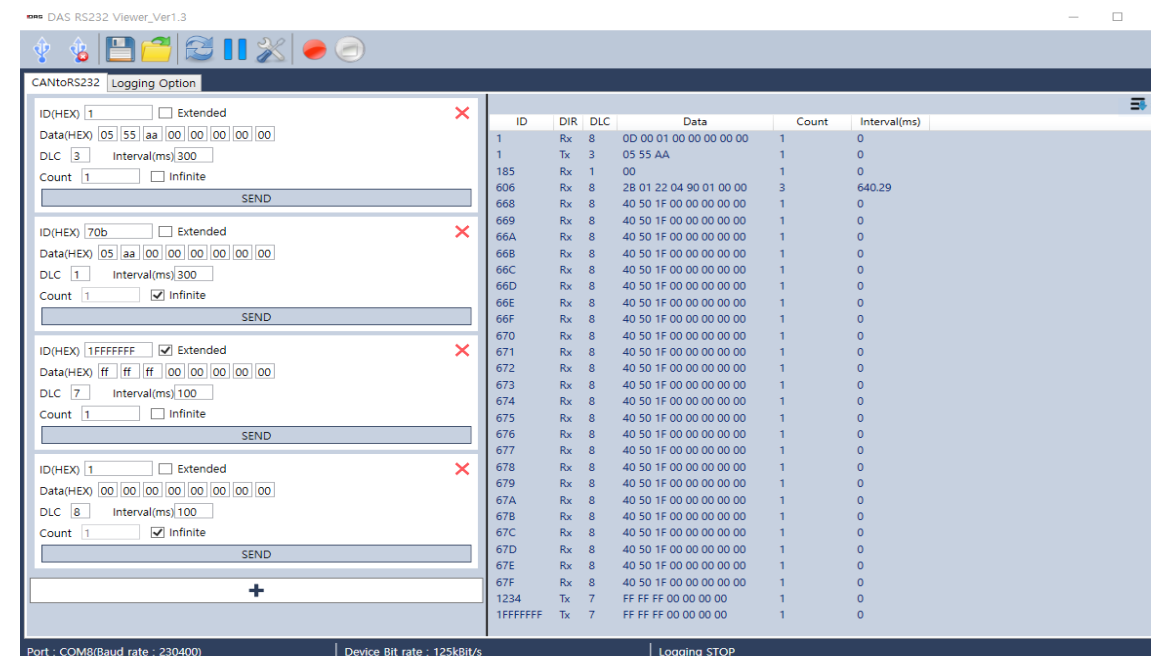 IDAS DAS RS232 Viewer_Ver1.3
CANtoRS232 Logging Option
ID(HEX) 1 Extended
Data(HEX) 05 55 aa 00 00 00 00 00
DLC 3 Interval(ms) 300
Count 1 Infinite
SEND
ID(HEX) 70b Extended
Data(HEX) 05 aa 00 00 00 00 00 00
DLC 1 Interval(ms) 300
Count 1 Infinite
SEND
ID(HEX) 1FFFFFFF Extended
Data(HEX) ff ff ff 00 00 00 00 00
DLC 7 Interval(ms) 100
Count 1 Infinite
SEND
ID(HEX) 1 Extended
Data(HEX) 00 00 00 00 00 00 00 00
DLC 8 Interval(ms) 100
Count 1 Infinite
SEND
ID DIR DLC Data Count Interval(ms)
1 Rx 8 0D 00 01 00 00 00 00 00 1 0
1 Tx 3 05 55 AA 1 0
185 Rx 1 00 1 0
606 Rx 8 2B 01 22 04 90 01 00 00 3 640.29
668 Rx 8 40 50 1F 00 00 00 00 00 1 0
669 Rx 8 40 50 1F 00 00 00 00 00 1 0
66A Rx 8 40 50 1F 00 00 00 00 00 1 0
66B Rx 8 40 50 1F 00 00 00 00 00 1 0
66C Rx 8 40 50 1F 00 00 00 00 00 1 0
66D Rx 8 40 50 1F 00 00 00 00 00 1 0
66E Rx 8 40 50 1F 00 00 00 00 00 1 0
66F Rx 8 40 50 1F 00 00 00 00 00 1 0
670 Rx 8 40 50 1F 00 00 00 00 00 1 0
671 Rx 8 40 50 1F 00 00 00 00 00 1 0
672 Rx 8 40 50 1F 00 00 00 00 00 1 0
673 Rx 8 40 50 1F 00 00 00 00 00 1 0
674 Rx 8 40 50 1F 00 00 00 00 00 1 0
675 Rx 8 40 50 1F 00 00 00 00 00 1 0
676 Rx 8 40 50 1F 00 00 00 00 00 1 0
677 Rx 8 40 50 1F 00 00 00 00 00 1 0
678 Rx 8 40 50 1F 00 00 00 00 00 1 0
679 Rx 8 40 50 1F 00 00 00 00 00 1 0
67A Rx 8 40 50 1F 00 00 00 00 00 1 0
67B Rx 8 40 50 1F 00 00 00 00 00 1 0
67C Rx 8 40 50 1F 00 00 00 00 00 1 0
67D Rx 8 40 50 1F 00 00 00 00 00 1 0
67E Rx 8 40 50 1F 00 00 00 00 00 1 0
67F Rx 8 40 50 1F 00 00 00 00 00 1 0
1234 Tx 7 FF FF FF 00 00 00 00 1 0
1FFFFFFF Tx 7 FF FF FF 00 00 00 00 1 0
Port : COM8(Baud rate : 230400) Device Bit rate : 125kBit/s Logging STOP